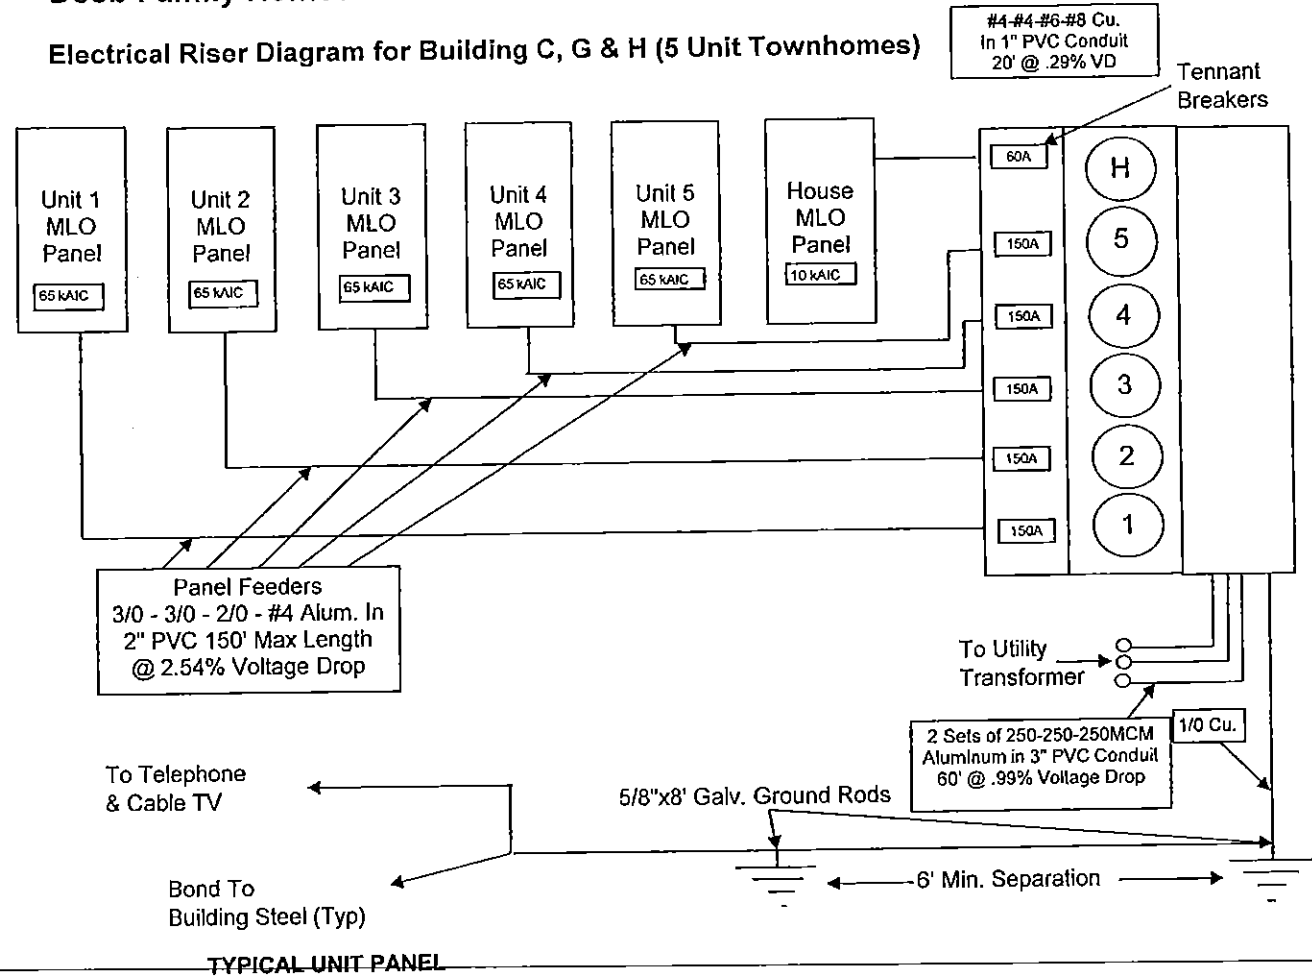 Electrical Riser Diagram for Building C, G & H (5 Unit Townhomes)
#4-#4-#6-#8 Cu.
In 1" PVC Conduit
20' @ .29% VD
Tennant
Breakers
Unit 1
MLO
Panel
65 kAIC
Unit 2
MLO
Panel
65 kAIC
Unit 3
MLO
Panel
65 kAIC
Unit 4
MLO
Panel
65 kAIC
Unit 5
MLO
Panel
65 kAIC
House
MLO
Panel
10 kAIC
60A
H
150A
5
150A
4
150A
3
150A
2
150A
1
Panel Feeders
3/0 - 3/0 - 2/0 - #4 Alum. In
2" PVC 150' Max Length
@ 2.54% Voltage Drop
To Utility
Transformer
2 Sets of 250-250-250MCM
Aluminum in 3" PVC Conduit
60' @ .99% Voltage Drop
1/0 Cu.
To Telephone
& Cable TV
5/8"x8' Galv. Ground Rods
6' Min. Separation
Bond To
Building Steel (Typ)
TYPICAL UNIT PANEL